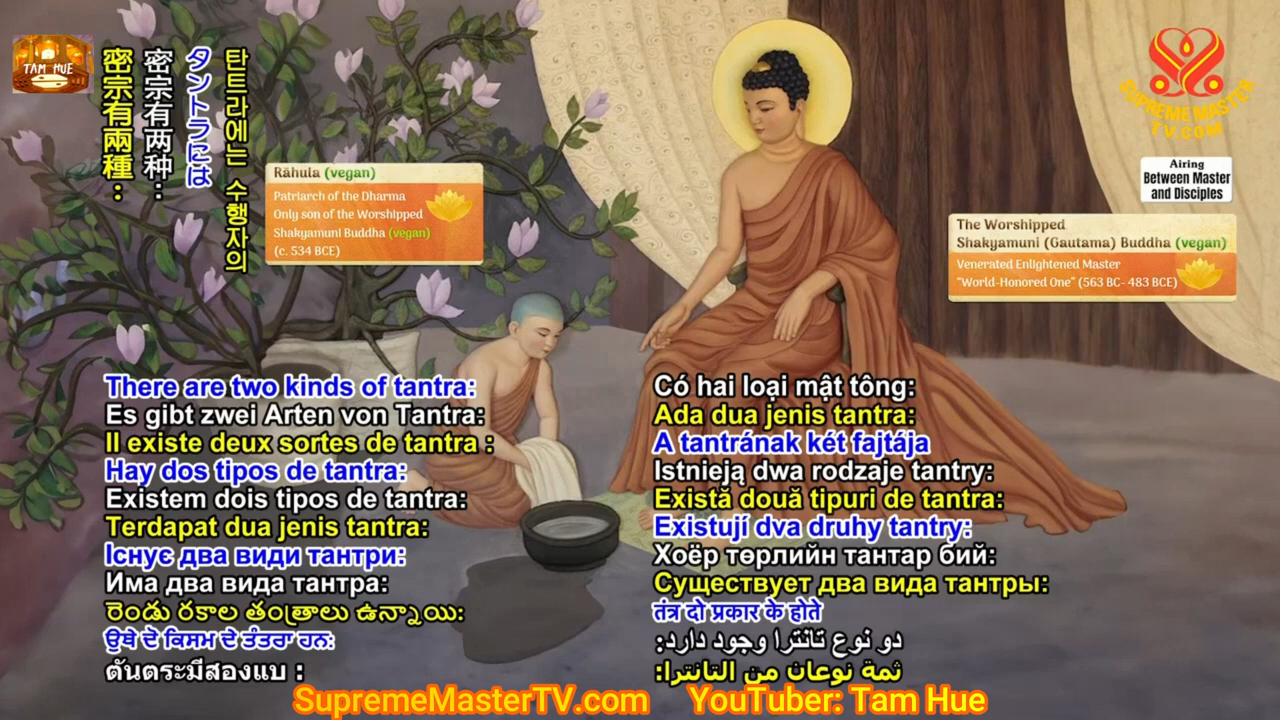 TAM HUE
密宗有兩種：
密宗有两种：
タントラには
탄트라에는 수행자의
Rāhula (vegan)
Patriarch of the Dharma
Only son of the Worshipped
Shakyamuni Buddha (vegan)
(c. 534 BCE)
SUPREME MASTER
TV.COM
Airing
Between Master
and Disciples
The Worshipped
Shakyamuni (Gautama) Buddha (vegan)
Venerated Enlightened Master
"World-Honored One" (563 BC- 483 BCE)
There are two kinds of tantra:
Es gibt zwei Arten von Tantra:
Il existe deux sortes de tantra :
Hay dos tipos de tantra:
Existem dois tipos de tantra:
Terdapat dua jenis tantra:
Існує два види тантри:
Има два вида тантра:
రెండు రకాల తంత్రాలు ఉన్నాయి:
ਉਥੇ ਦੋ ਕਿਸਮ ਦੇ ਤੰਤਰਾ ਹਨ:
ตันตระมีสองแบบ :
Có hai loại mật tông:
Ada dua jenis tantra:
A tantrának két fajtája
Istnieją dwa rodzaje tantry:
Există două tipuri de tantra:
Existují dva druhy tantry:
Хоёр төрлийн тантар бий:
Существует два вида тантры:
तंत्र दो प्रकार के होते
دو نوع تانترا وجود دارد:
ثمة نوعان من التانترا:
SupremeMasterTV.com YouTuber: Tam Hue